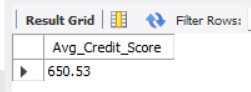 Result Grid Filter Rows:
Avg_Credit_Score
650.53